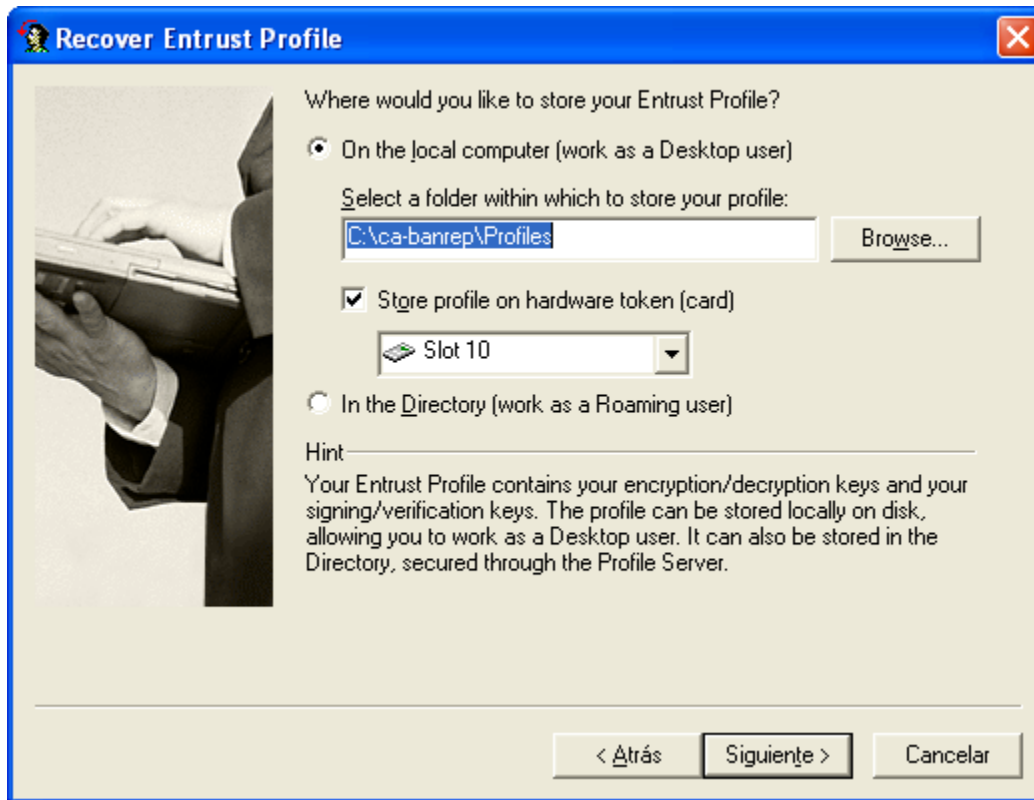 Recover Entrust Profile
Where would you like to store your Entrust Profile?
On the local computer (work as a Desktop user)
Select a folder within which to store your profile:
C:\ca-banrep\Profiles
Browse...
Store profile on hardware token (card)
Slot 10
In the Directory (work as a Roaming user)
Hint
Your Entrust Profile contains your encryption/decryption keys and your
signing/verification keys. The profile can be stored locally on disk,
allowing you to work as a Desktop user. It can also be stored in the
Directory, secured through the Profile Server.
< Atrás
Siguiente >
Cancelar